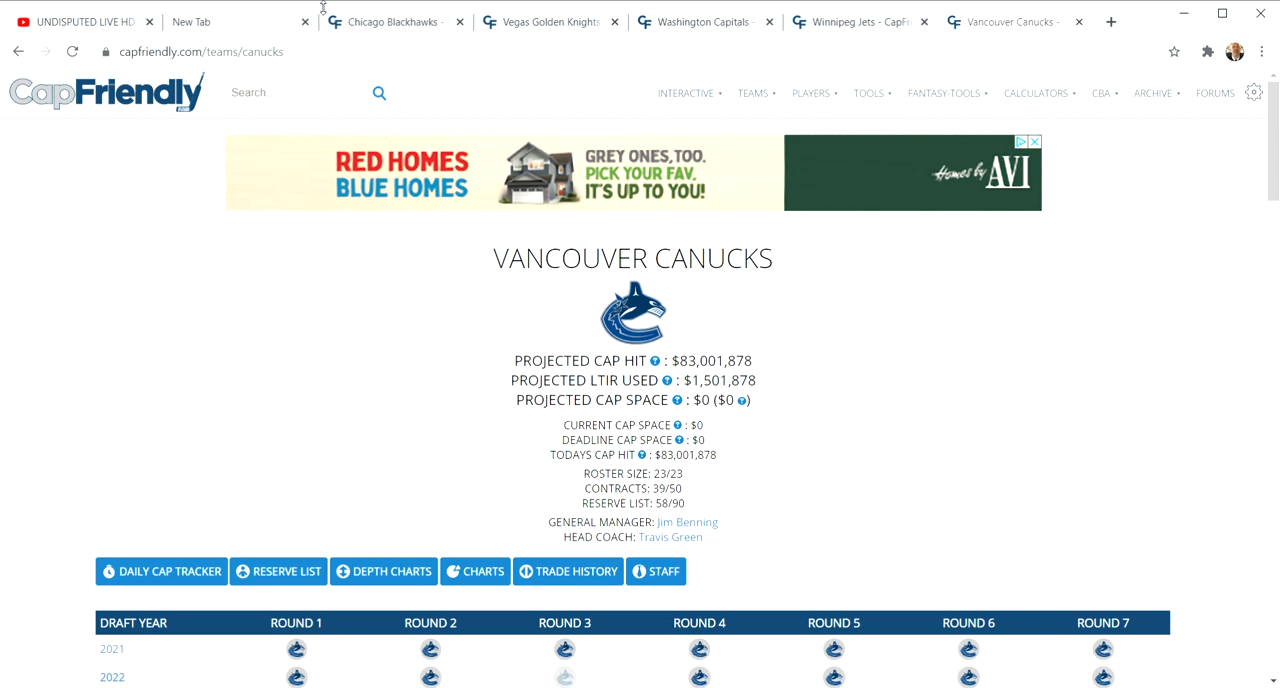 UNDISPUTED LIVE HD
New Tab
Chicago Blackhawks -
Vegas Golden Knights
Washington Capitals -
Winnipeg Jets - CapFri
Vancouver Canucks -
capfriendly.com/teams/canucks
CapFriendly
Search
INTERACTIVE
TEAMS
PLAYERS
TOOLS
FANTASY-TOOLS
CALCULATORS
CBA
ARCHIVE
FORUMS
RED HOMES
BLUE HOMES
GREY ONES, TOO.
PICK YOUR FAV,
IT'S UP TO YOU!
Homes by AVI
VANCOUVER CANUCKS
PROJECTED CAP HIT ? : $83,001,878
PROJECTED LTIR USED ? : $1,501,878
PROJECTED CAP SPACE ? : $0 ($0 ?)
CURRENT CAP SPACE ? : $0
DEADLINE CAP SPACE ? : $0
TODAYS CAP HIT ? : $83,001,878
ROSTER SIZE: 23/23
CONTRACTS: 39/50
RESERVE LIST: 58/90
GENERAL MANAGER: Jim Benning
HEAD COACH: Travis Green
DAILY CAP TRACKER
RESERVE LIST
DEPTH CHARTS
CHARTS
TRADE HISTORY
STAFF
DRAFT YEAR ROUND 1 ROUND 2 ROUND 3 ROUND 4 ROUND 5 ROUND 6 ROUND 7
2021
2022